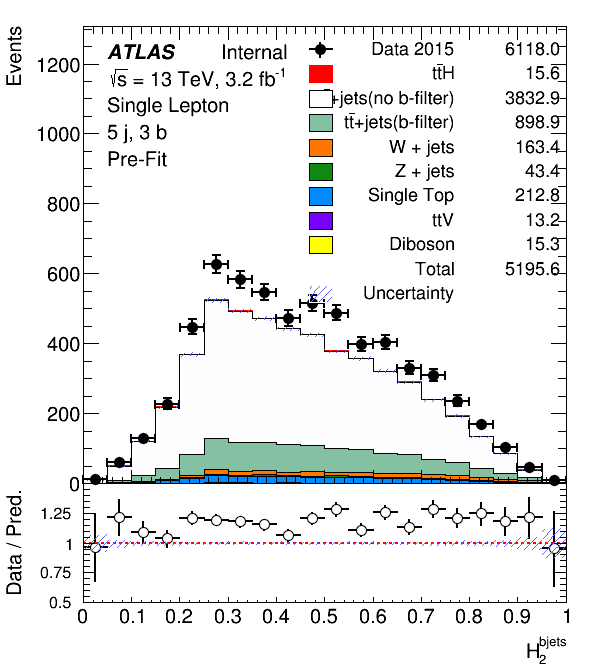 Events
1200
1000
800
600
400
200
0
ATLAS Internal
√s = 13 TeV, 3.2 fb⁻¹
Single Lepton
5 j, 3 b
Pre-Fit
Data 2015 6118.0
tt̄H 15.6
+jets(no b-filter) 3832.9
tt̄+jets(b-filter) 898.9
W + jets 163.4
Z + jets 43.4
Single Top 212.8
ttV 13.2
Diboson 15.3
Total 5195.6
Uncertainty
Data / Pred.
1.25
1
0.75
0.5
0 0.1 0.2 0.3 0.4 0.5 0.6 0.7 0.8 0.9 1
H₂ᵇʲᵉᵗˢ